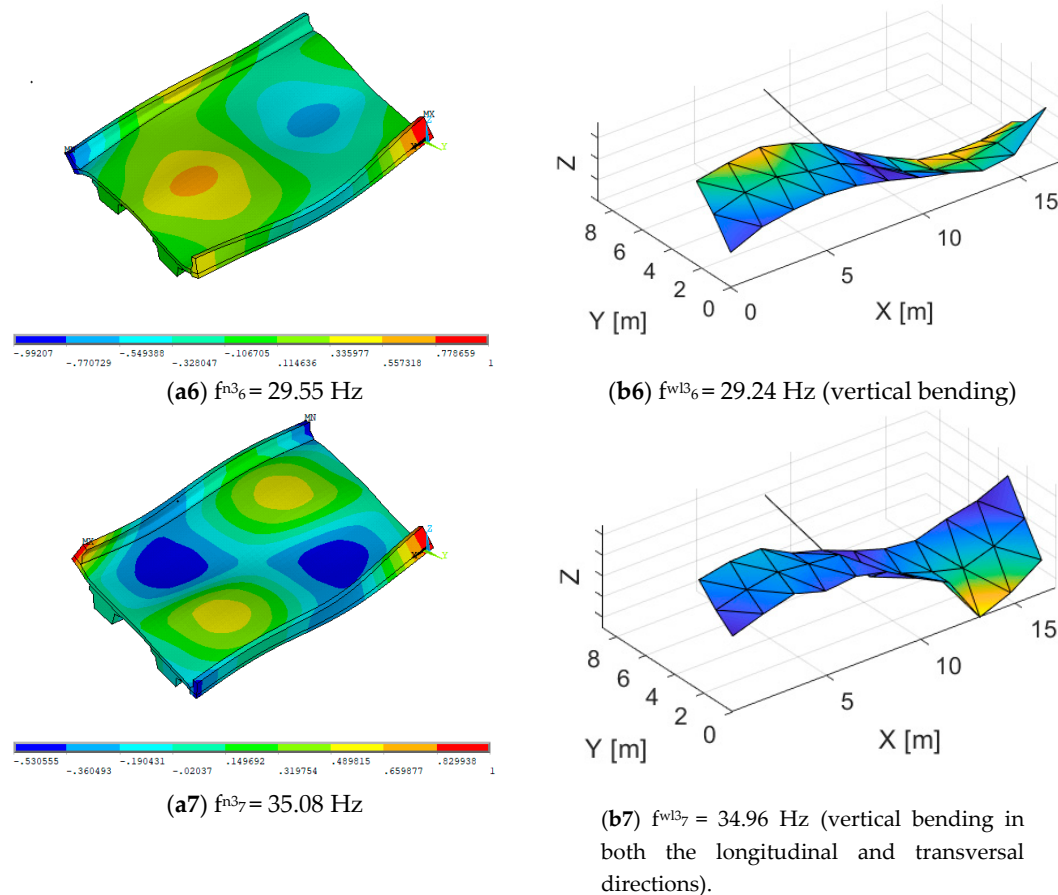 MX
MN
Z
X
Y
-.99207
-.549388
-.106705
.335977
.778659
-.770729
-.328047
.114636
.557318
1
(a6) fⁿ³₆ = 29.55 Hz
Z
8
6
4
2
0
0
5
10
15
Y [m]
X [m]
(b6) fʷˡ³₆ = 29.24 Hz (vertical bending)
MN
MX
Z
X
Y
-.530555
-.190431
.149692
.489815
.829938
-.360493
-.02037
.319754
.659877
1
(a7) fⁿ³₇ = 35.08 Hz
Z
8
6
4
2
0
5
10
15
Y [m]
X [m]
(b7) fʷˡ³₇ = 34.96 Hz (vertical bending in
both the longitudinal and transversal
directions).